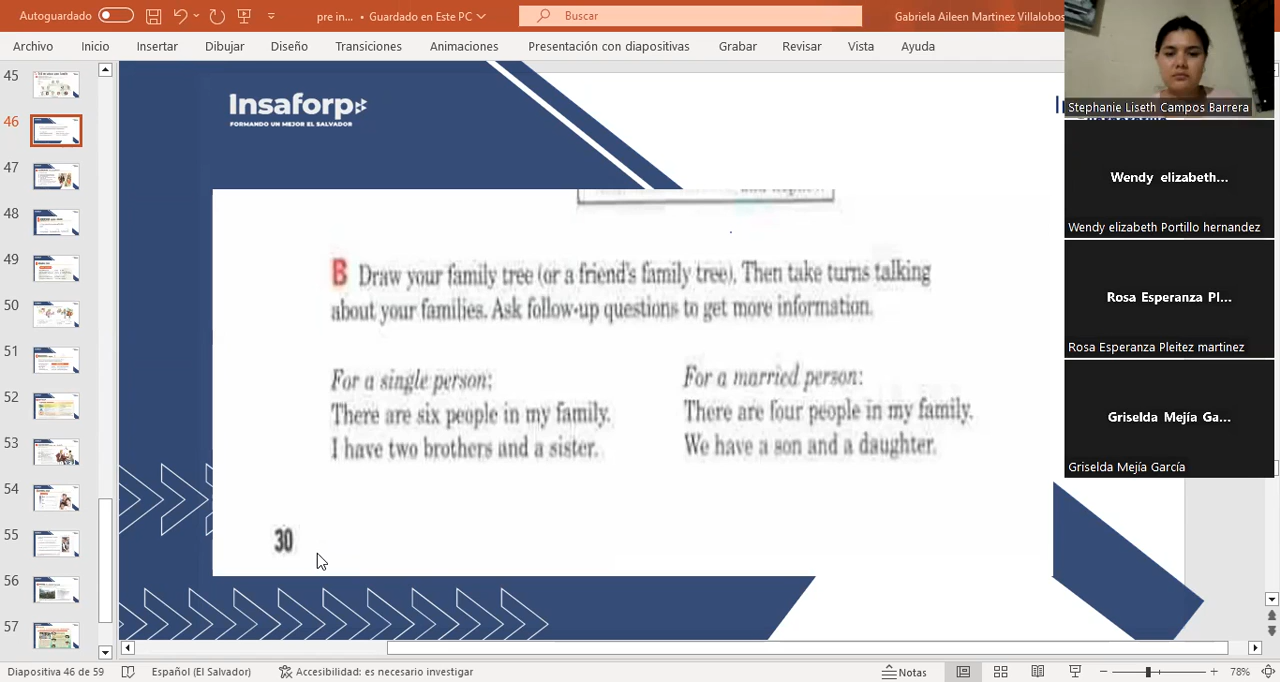 Autoguardado
pre in... • Guardado en Este PC
Buscar
Gabriela Aileen Martinez Villalobos
Archivo Inicio Insertar Dibujar Diseño Transiciones Animaciones Presentación con diapositivas Grabar Revisar Vista Ayuda
45
46
47
48
49
50
51
52
53
54
55
56
57
Insaforp
FORMANDO UN MEJOR EL SALVADOR
B Draw your family tree (or a friend's family tree). Then take turns talking
about your families. Ask follow-up questions to get more information.
For a single person:
There are six people in my family.
I have two brothers and a sister.
For a married person:
There are four people in my family.
We have a son and a daughter.
30
Stephanie Liseth Campos Barrera
Wendy elizabeth...
Wendy elizabeth Portillo hernandez
Rosa Esperanza Pl...
Rosa Esperanza Pleitez martinez
Griselda Mejía Ga...
Griselda Mejía García
Diapositiva 46 de 59
Español (El Salvador)
Accesibilidad: es necesario investigar
Notas
78%